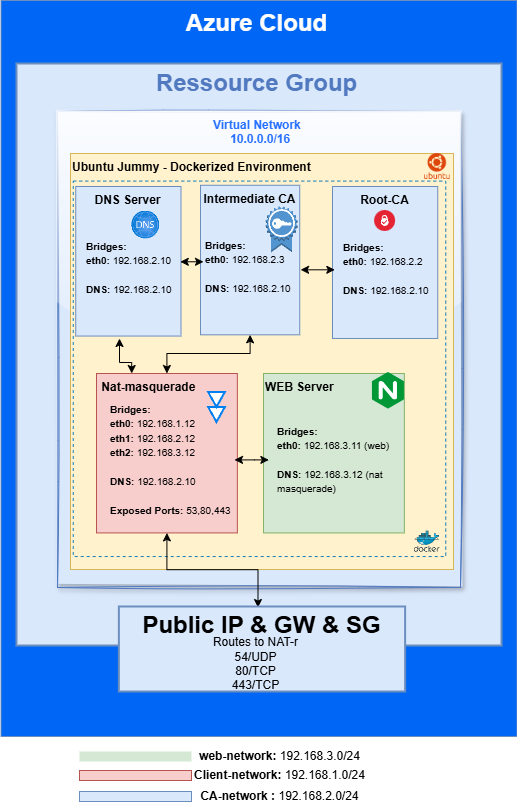 Azure Cloud
Ressource Group
Virtual Network
10.0.0.0/16
Ubuntu Jummy - Dockerized Environment
ubuntu
DNS Server
DNS
Bridges:
eth0: 192.168.2.10
DNS: 192.168.2.10
Intermediate CA
Bridges:
eth0: 192.168.2.3
DNS: 192.168.2.10
Root-CA
Bridges:
eth0: 192.168.2.2
DNS: 192.168.2.10
Nat-masquerade
Bridges:
eth0: 192.168.1.12
eth1: 192.168.2.12
eth2: 192.168.3.12
DNS: 192.168.2.10
Exposed Ports: 53,80,443
WEB Server
N
Bridges:
eth0: 192.168.3.11 (web)
DNS: 192.168.3.12 (nat
masquerade)
docker
Public IP & GW & SG
Routes to NAT-r
54/UDP
80/TCP
443/TCP
web-network: 192.168.3.0/24
Client-network: 192.168.1.0/24
CA-network : 192.168.2.0/24